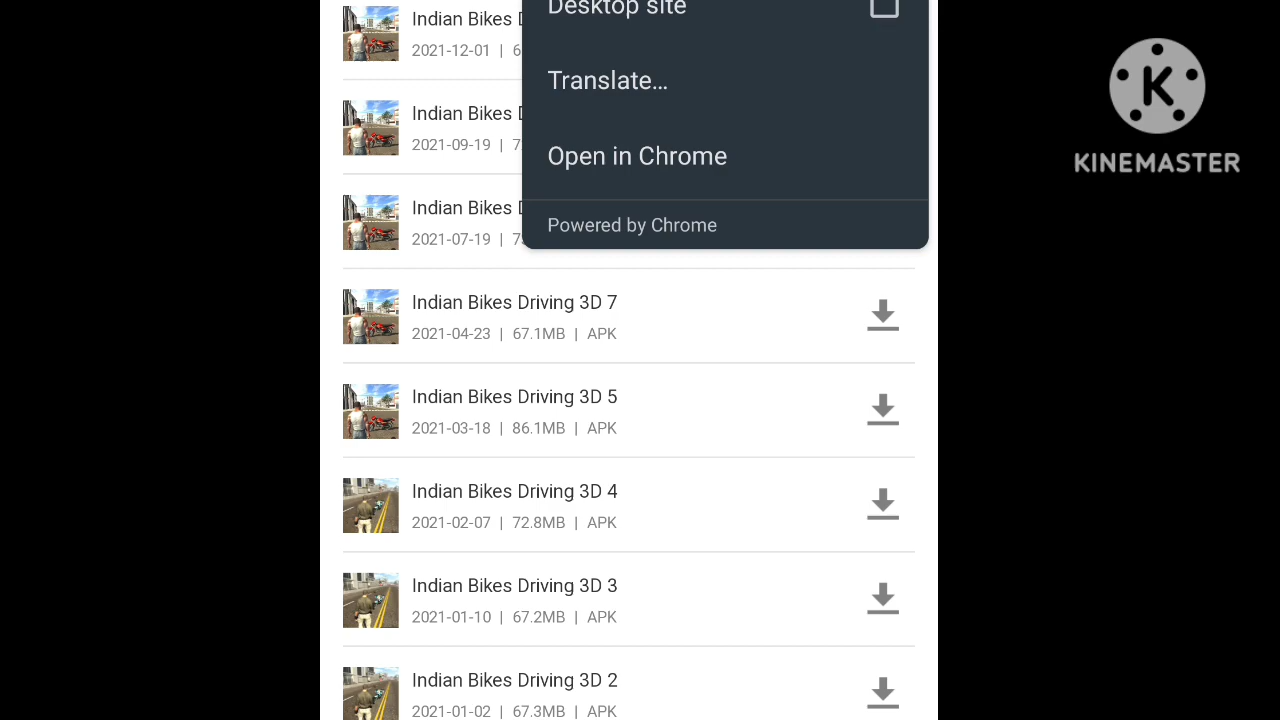 Desktop site
Translate...
Open in Chrome
Powered by Chrome
Indian Bikes
2021-12-01 | 6
Indian Bikes
2021-09-19 | 7
Indian Bikes
2021-07-19 | 7
Indian Bikes Driving 3D 7
2021-04-23 | 67.1MB | APK
Indian Bikes Driving 3D 5
2021-03-18 | 86.1MB | APK
Indian Bikes Driving 3D 4
2021-02-07 | 72.8MB | APK
Indian Bikes Driving 3D 3
2021-01-10 | 67.2MB | APK
Indian Bikes Driving 3D 2
2021-01-02 | 67.3MB | APK
K
KINEMASTER